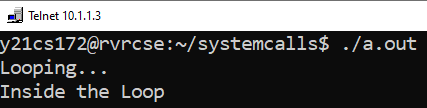 Telnet 10.1.1.3
y21cs172@rvrcse:~/systemcalls$ ./a.out
Looping...
Inside the Loop